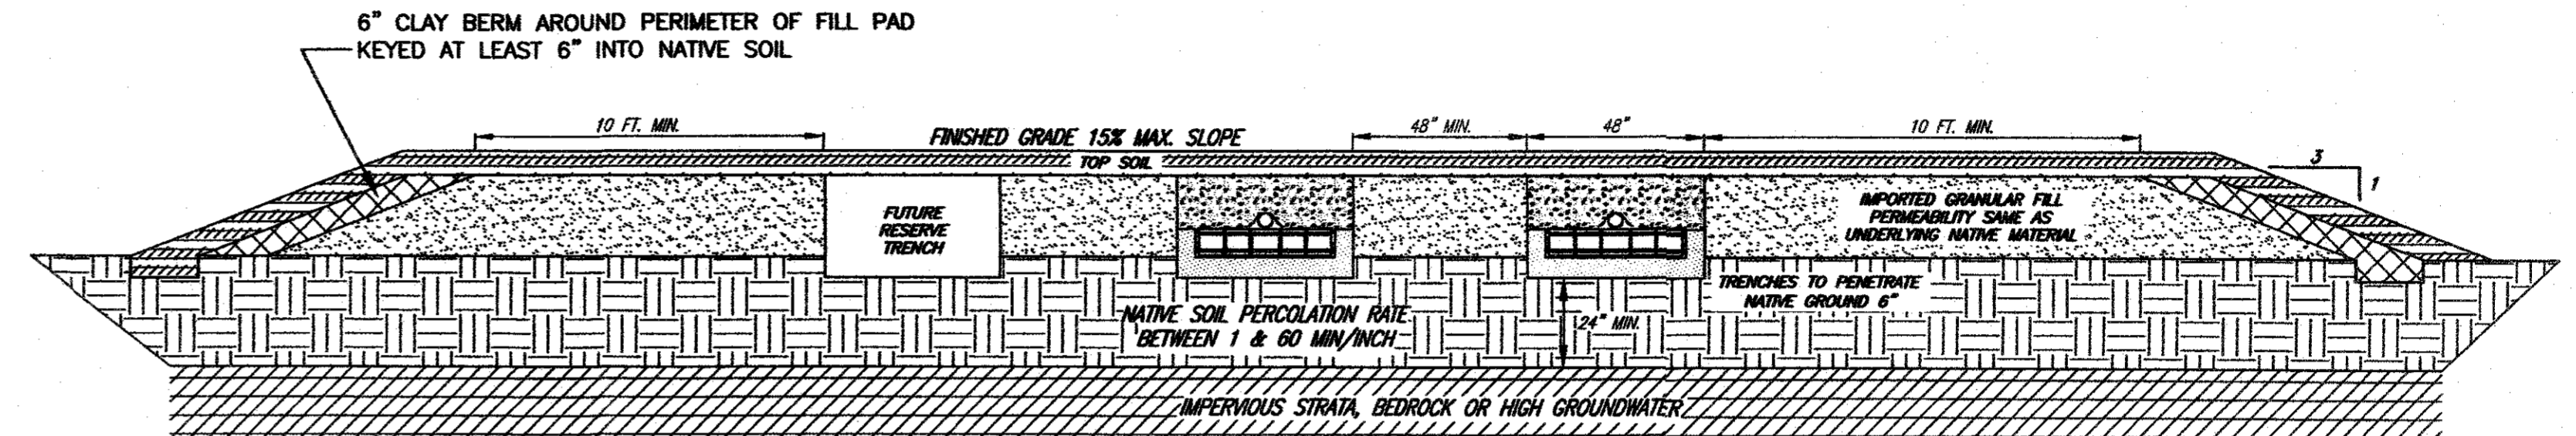 6" CLAY BERM AROUND PERIMETER OF FILL PAD
KEYED AT LEAST 6" INTO NATIVE SOIL
10 FT. MIN.
FINISHED GRADE 15% MAX. SLOPE
48" MIN.
48"
10 FT. MIN.
TOP SOIL
3
1
FUTURE
RESERVE
TRENCH
IMPORTED GRANULAR FILL
PERMEABILITY SAME AS
UNDERLYING NATIVE MATERIAL
TRENCHES TO PENETRATE
NATIVE GROUND 6"
NATIVE SOIL PERCOLATION RATE
BETWEEN 1 & 60 MIN/INCH
24" MIN.
IMPERVIOUS STRATA, BEDROCK OR HIGH GROUNDWATER